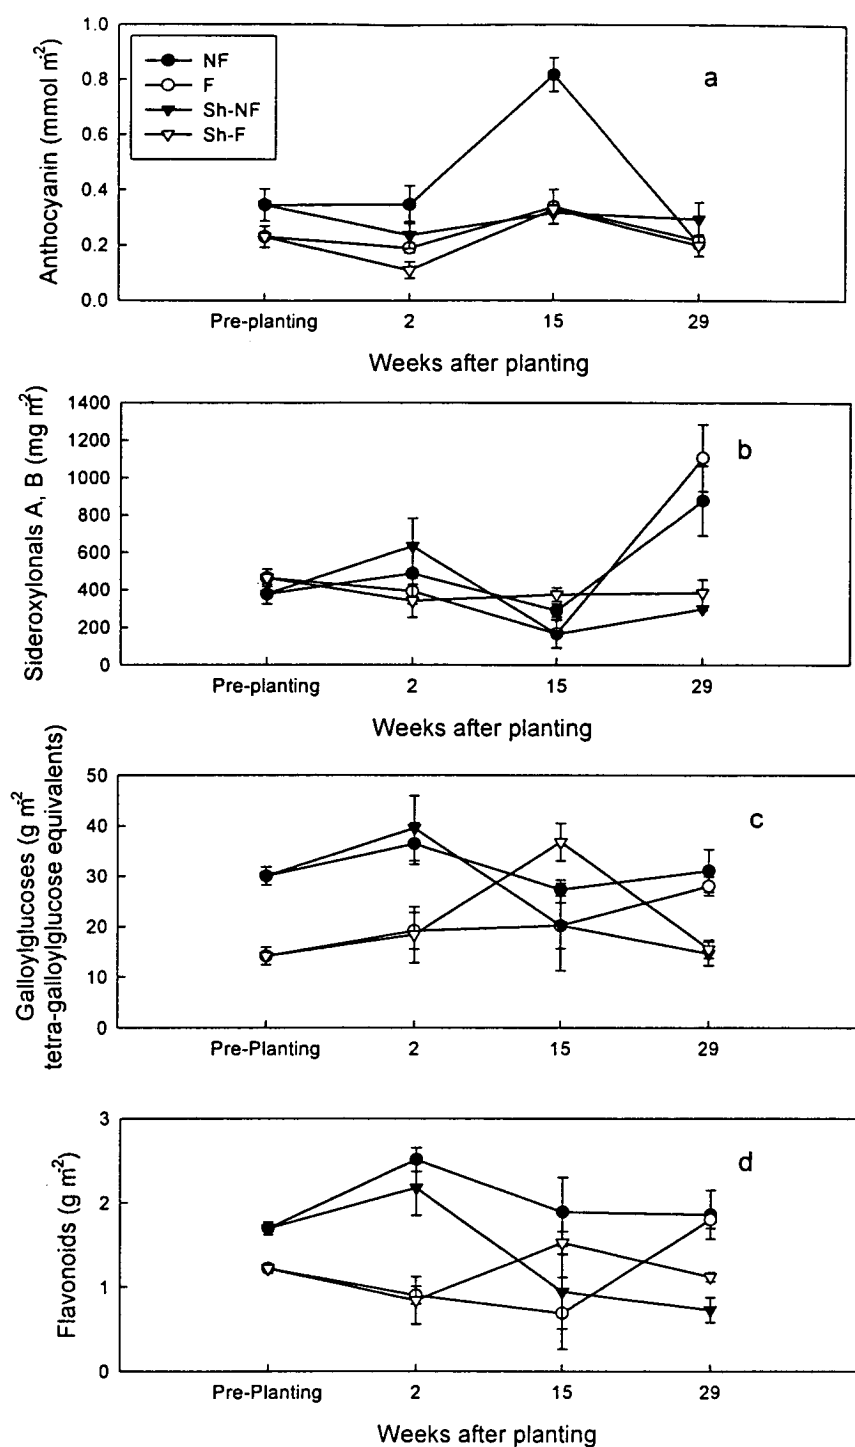 1.0
0.8
0.6
0.4
0.2
0.0
Anthocyanin (mmol m⁻²)
NF
F
Sh-NF
Sh-F
a
Pre-planting 2 15 29
Weeks after planting
1400
1200
1000
800
600
400
200
0
Sideroxylonals A, B (mg m⁻²)
b
Pre-planting 2 15 29
Weeks after planting
50
40
30
20
10
0
Galloylglucoses (g m⁻²
tetra-galloylglucose equivalents)
c
Pre-Planting 2 15 29
3
2
1
0
Flavonoids (g m⁻²)
d
Pre-Planting 2 15 29
Weeks after planting